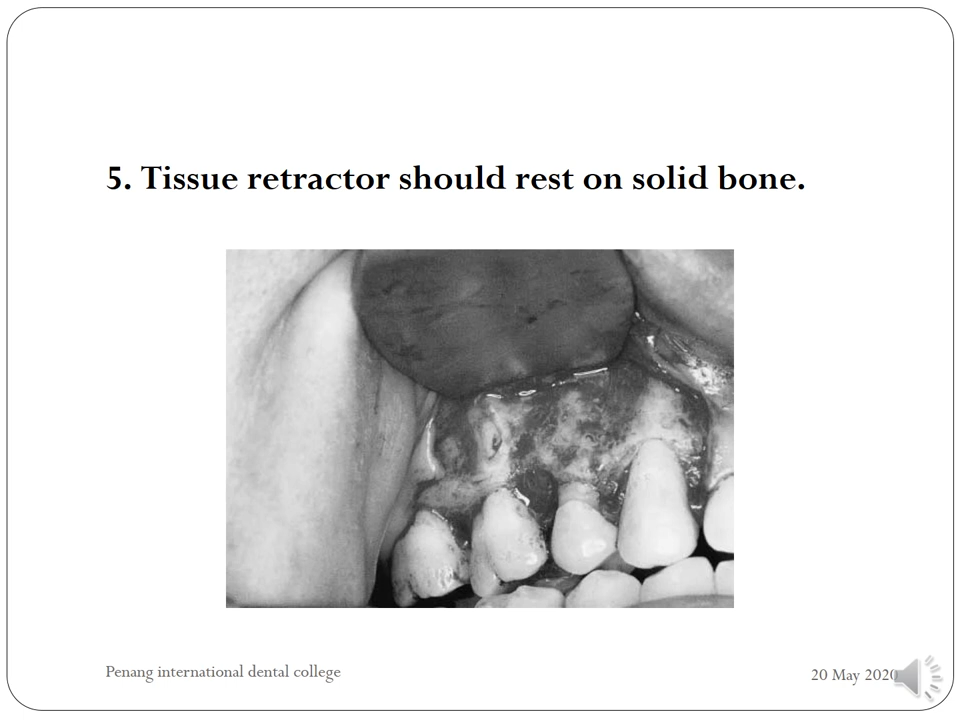 5. Tissue retractor should rest on solid bone.
Penang international dental college
20 May 2020